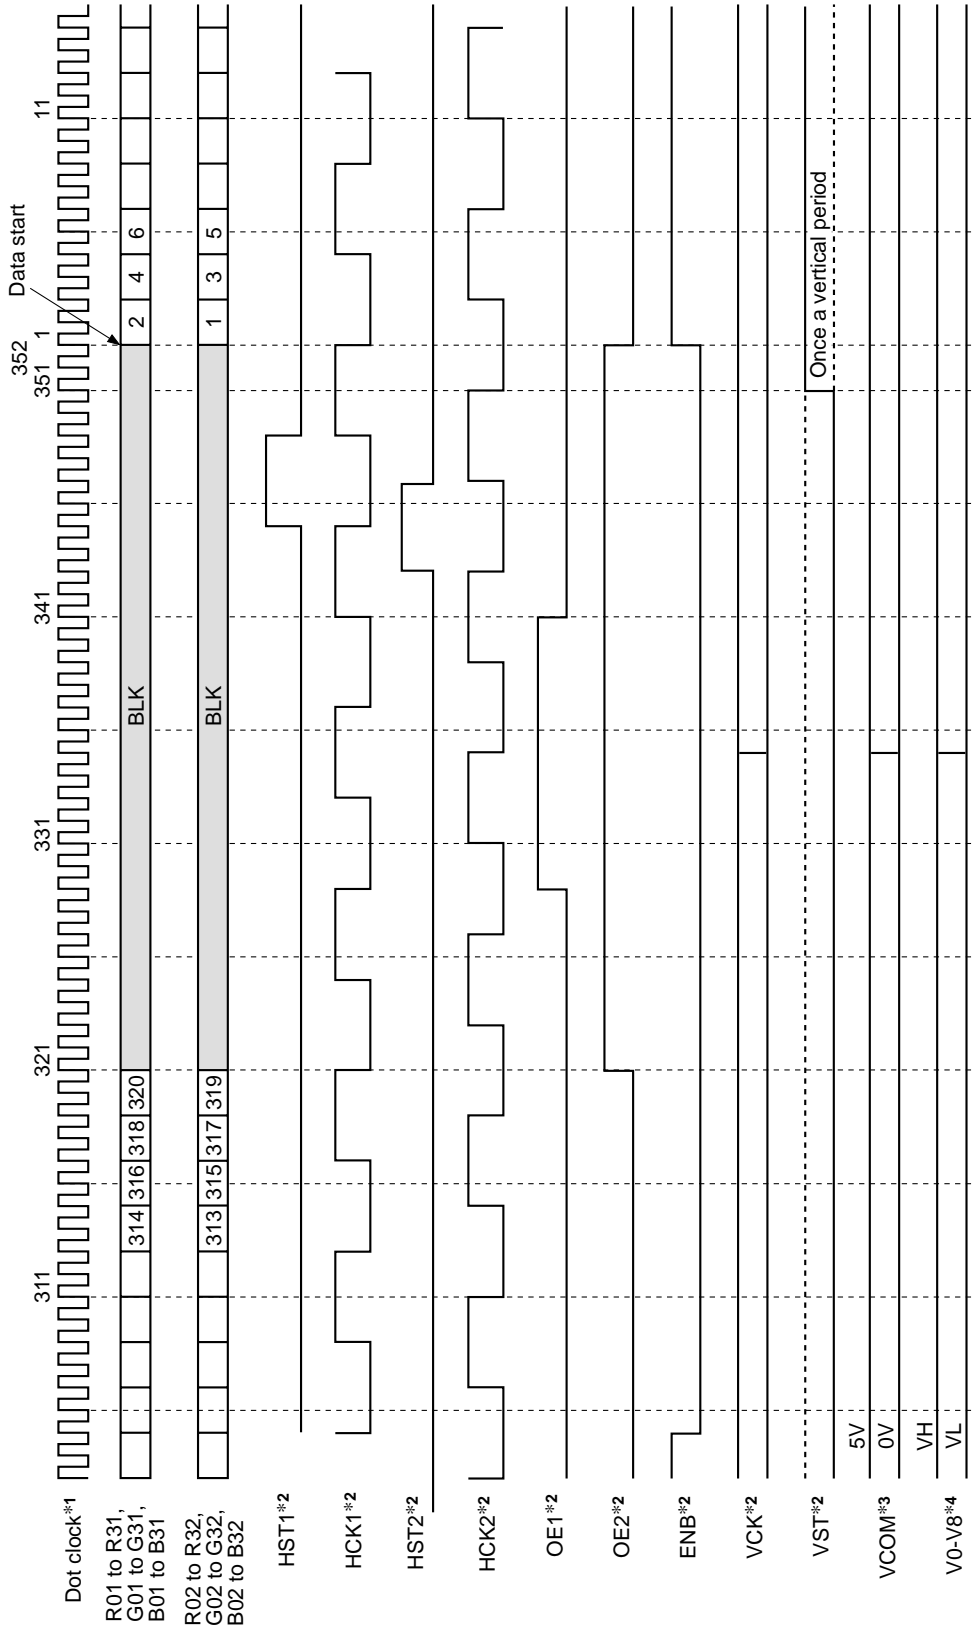 Data start
311
321
331
341
351
352
1
11
Dot clock*1
R01 to R31,
G01 to G31,
B01 to B31
314
316
318
320
BLK
2
4
6
R02 to R32,
G02 to G32,
B02 to B32
313
315
317
319
BLK
1
3
5
HST1*2
HCK1*2
HST2*2
HCK2*2
OE1*2
OE2*2
ENB*2
VCK*2
VST*2
Once a vertical period
VCOM*3
5V
0V
V0-V8*4
VH
VL